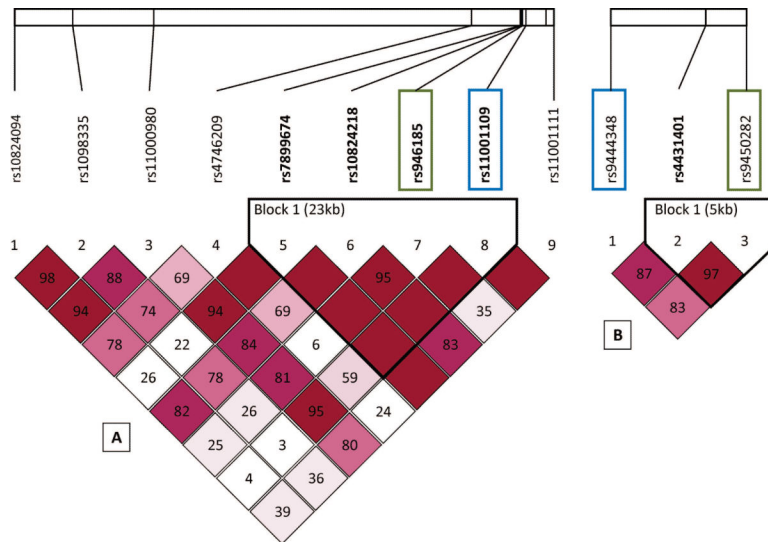 rs10824094
rs1098335
rs11000980
rs4746209
rs7899674
rs10824218
rs946185
rs11001109
rs11001111
rs9444348
rs4431401
rs9450282
Block 1 (23kb)
Block 1 (5kb)
1 2 3 4 5 6 7 8 9
1 2 3
98 88 69 95
87 97
94 74 94 69 35
83
78 22 84 6 83
B
26 78 81 59
82 26 95 24
A
25 3 80
4 36
39